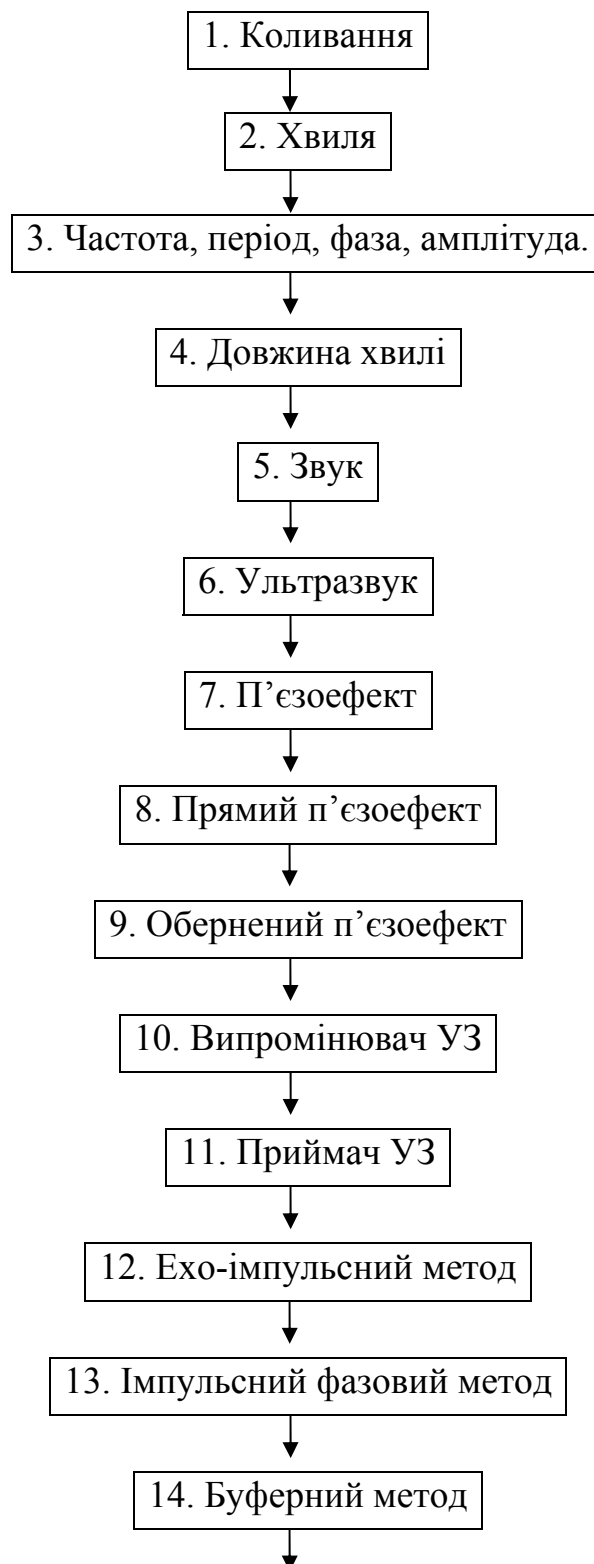 1. Коливання
2. Хвиля
3. Частота, період, фаза, амплітуда.
4. Довжина хвилі
5. Звук
6. Ультразвук
7. П’єзоефект
8. Прямий п’єзоефект
9. Обернений п’єзоефект
10. Випромінювач УЗ
11. Приймач УЗ
12. Ехо-імпульсний метод
13. Імпульсний фазовий метод
14. Буферний метод